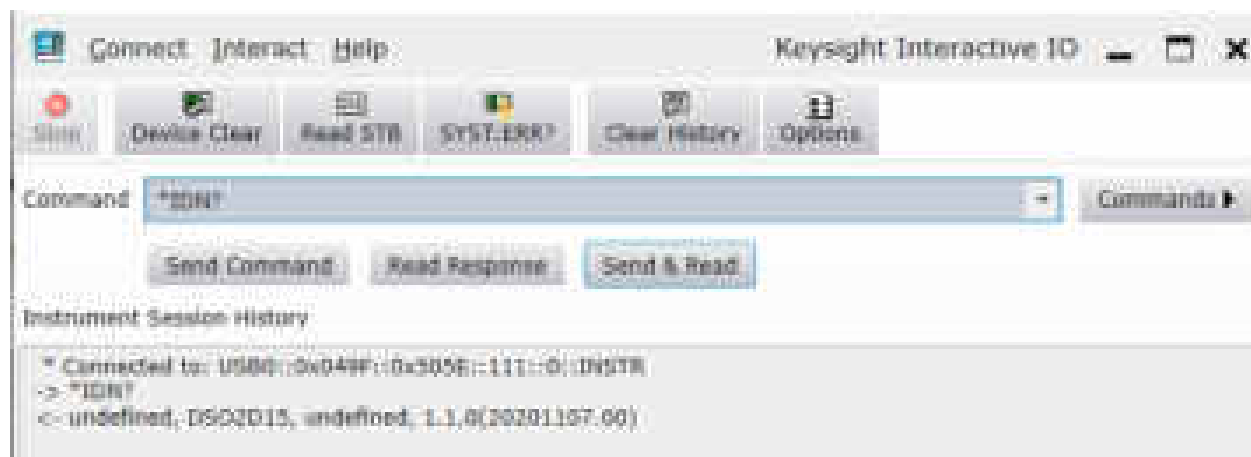 Connect Interact Help Keysight Interactive IO
Stop Device Clear Read STB SYST:ERR? Clear History Options
Command *IDN? Commands
Send Command Read Response Send & Read
Instrument Session History
* Connected to: USB0::0x049F::0x505E::111::0::INSTR
-> *IDN?
<- undefined, DSO2D15, undefined, 1.1.0(20201107.00)